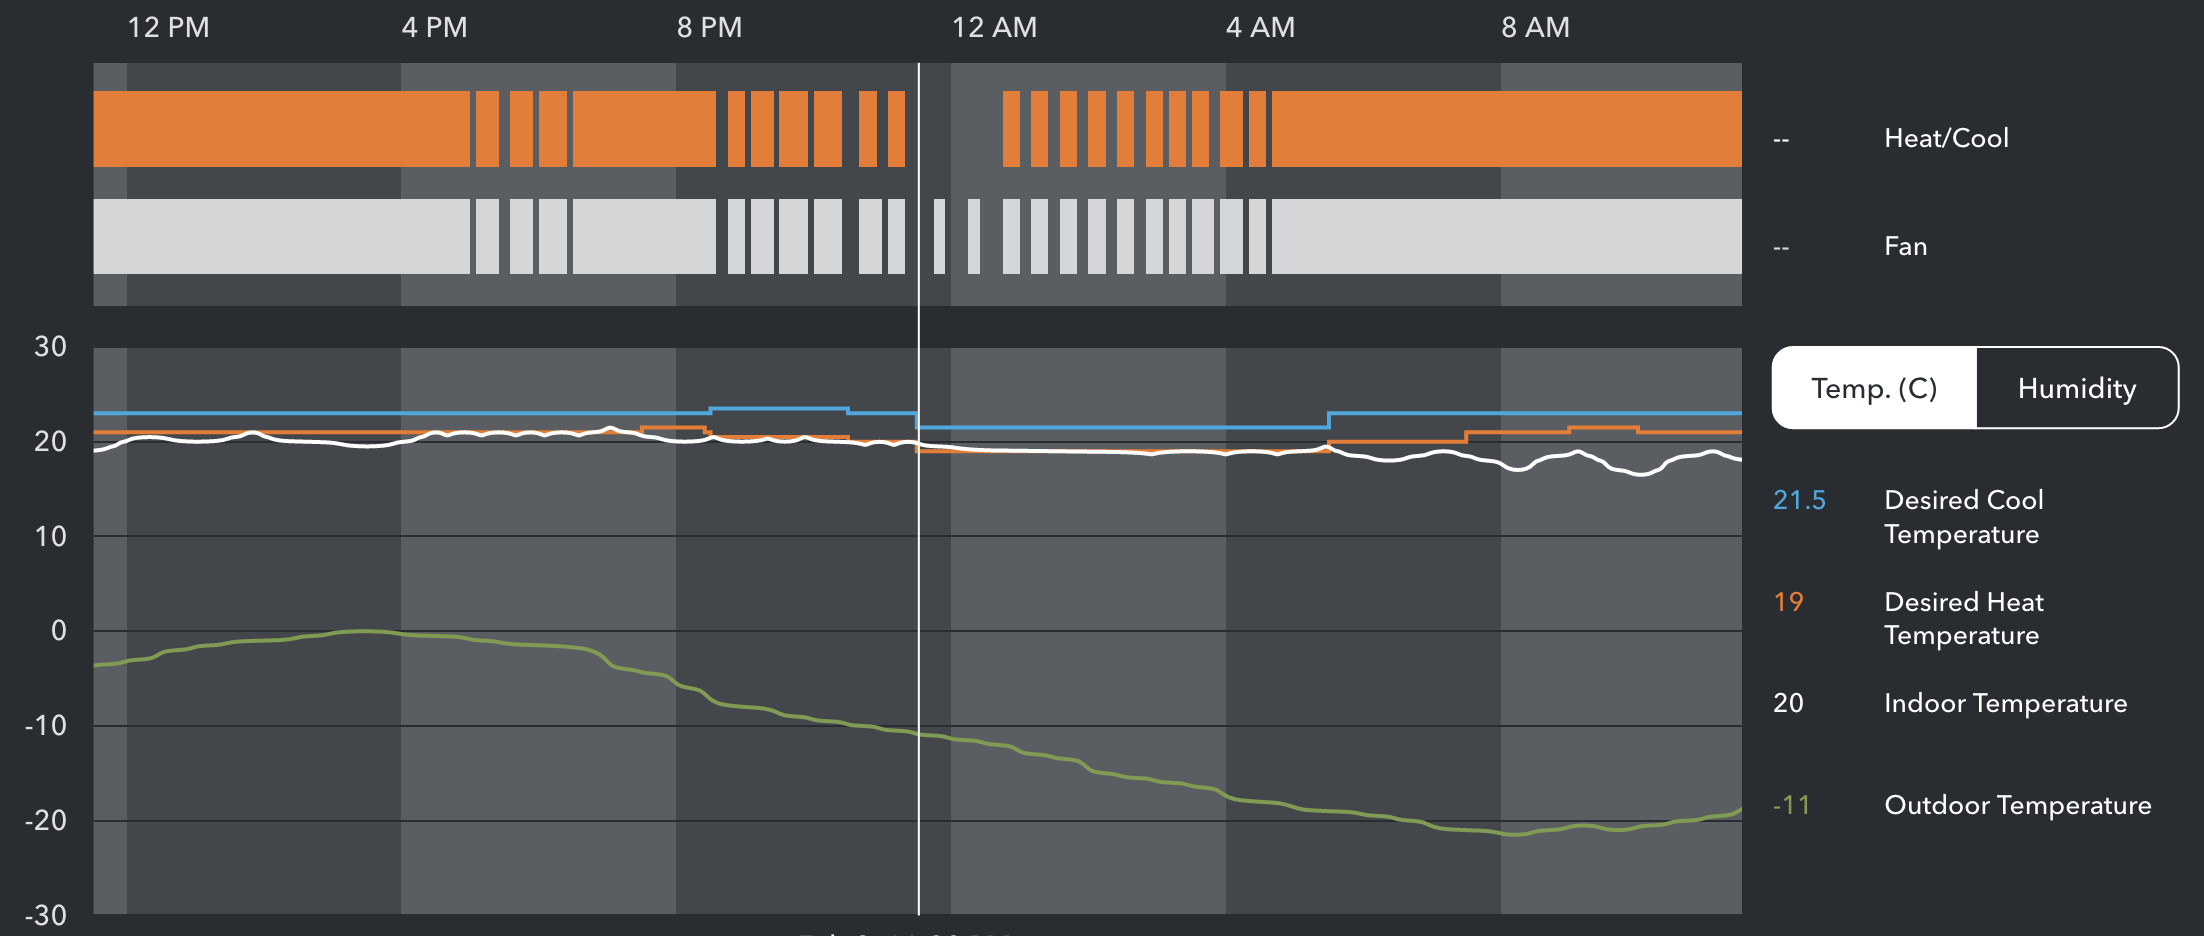 12 PM 4 PM 8 PM 12 AM 4 AM 8 AM
-- Heat/Cool
-- Fan
30
Temp. (C) Humidity
20
21.5 Desired Cool
Temperature
10
19 Desired Heat
Temperature
0
20 Indoor Temperature
-10
-11 Outdoor Temperature
-20
-30